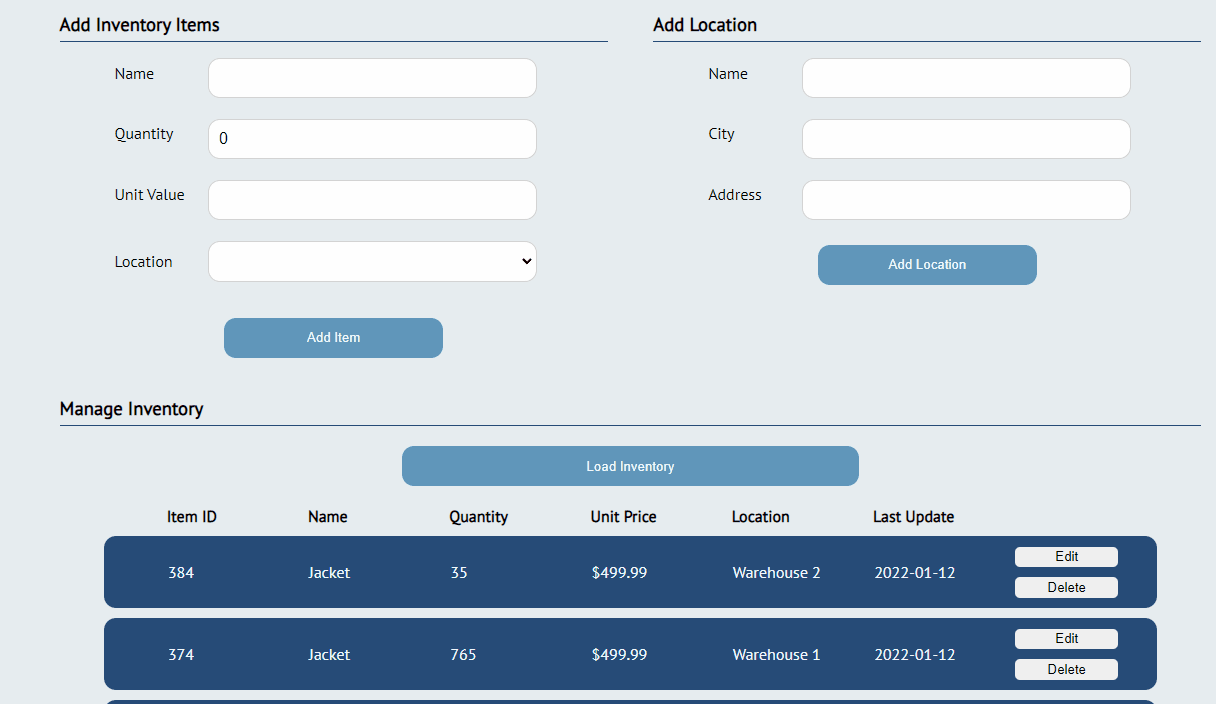 Add Inventory Items
Name
Quantity
0
Unit Value
Location
Add Item
Add Location
Name
City
Address
Add Location
Manage Inventory
Load Inventory
Item ID Name Quantity Unit Price Location Last Update
384 Jacket 35 $499.99 Warehouse 2 2022-01-12
Edit
Delete
374 Jacket 765 $499.99 Warehouse 1 2022-01-12
Edit
Delete